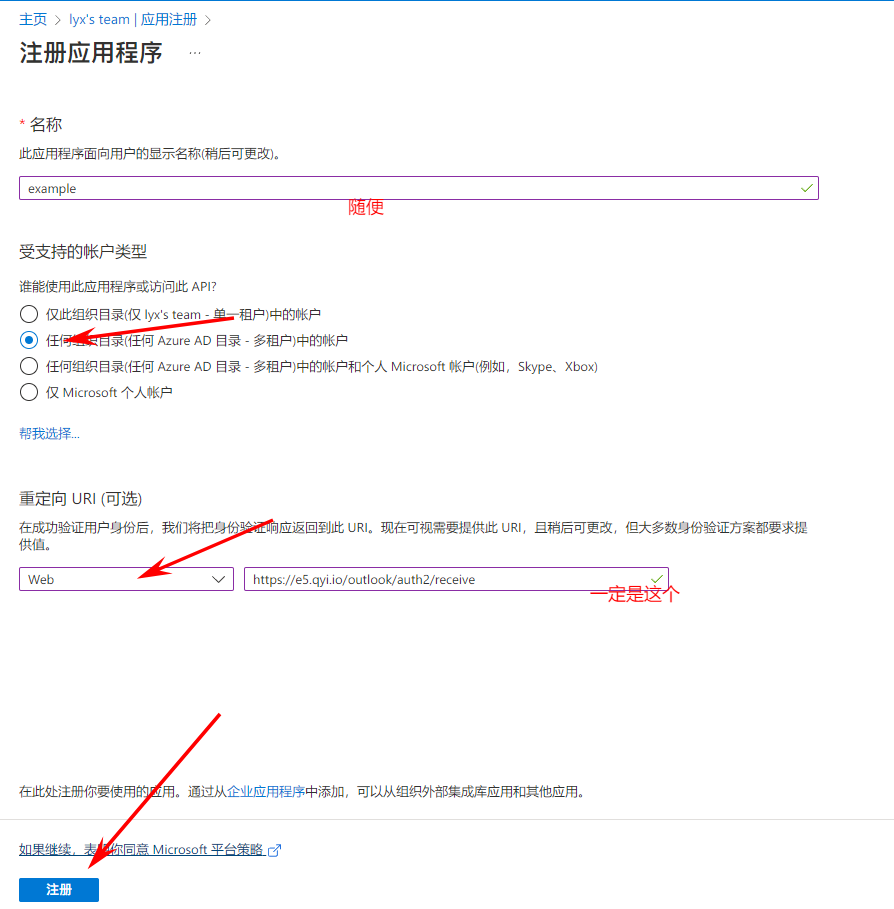 主页 > lyx's team | 应用注册 >
注册应用程序 ...
* 名称
此应用程序面向用户的显示名称(稍后可更改)。
example
随便
受支持的帐户类型
谁能使用此应用程序或访问此 API?
仅此组织目录(仅 lyx's team - 单一租户)中的帐户
任何组织目录(任何 Azure AD 目录 - 多租户)中的帐户
任何组织目录(任何 Azure AD 目录 - 多租户)中的帐户和个人 Microsoft 帐户(例如，Skype、Xbox)
仅 Microsoft 个人帐户
帮我选择...
重定向 URI (可选)
在成功验证用户身份后，我们将把身份验证响应返回到此 URI。现在可视需要提供此 URI，且稍后可更改，但大多数身份验证方案都要求提
供值。
Web
https://e5.qyi.io/outlook/auth2/receive
一定是这个
在此处注册你要使用的应用。通过从企业应用程序中添加，可以从组织外部集成库应用和其他应用。
如果继续，表明你同意 Microsoft 平台策略
注册